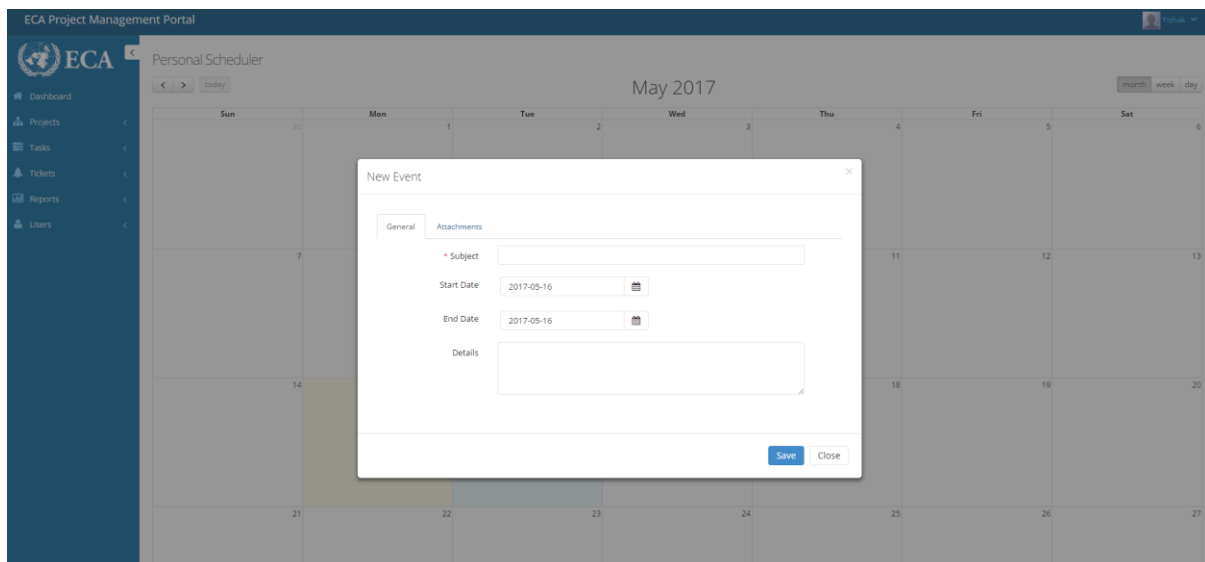 ECA Project Management Portal
Yishak
ECA
Personal Scheduler
today
May 2017
month week day
Dashboard
Projects
Tasks
Tickets
Reports
Users
Sun Mon Tue Wed Thu Fri Sat
30 1 2 3 4 5 6
New Event ×
General Attachments
* Subject
Start Date 2017-05-16
End Date 2017-05-16
Details
Save Close
7 11 12 13
14 18 19 20
21 22 23 24 25 26 27